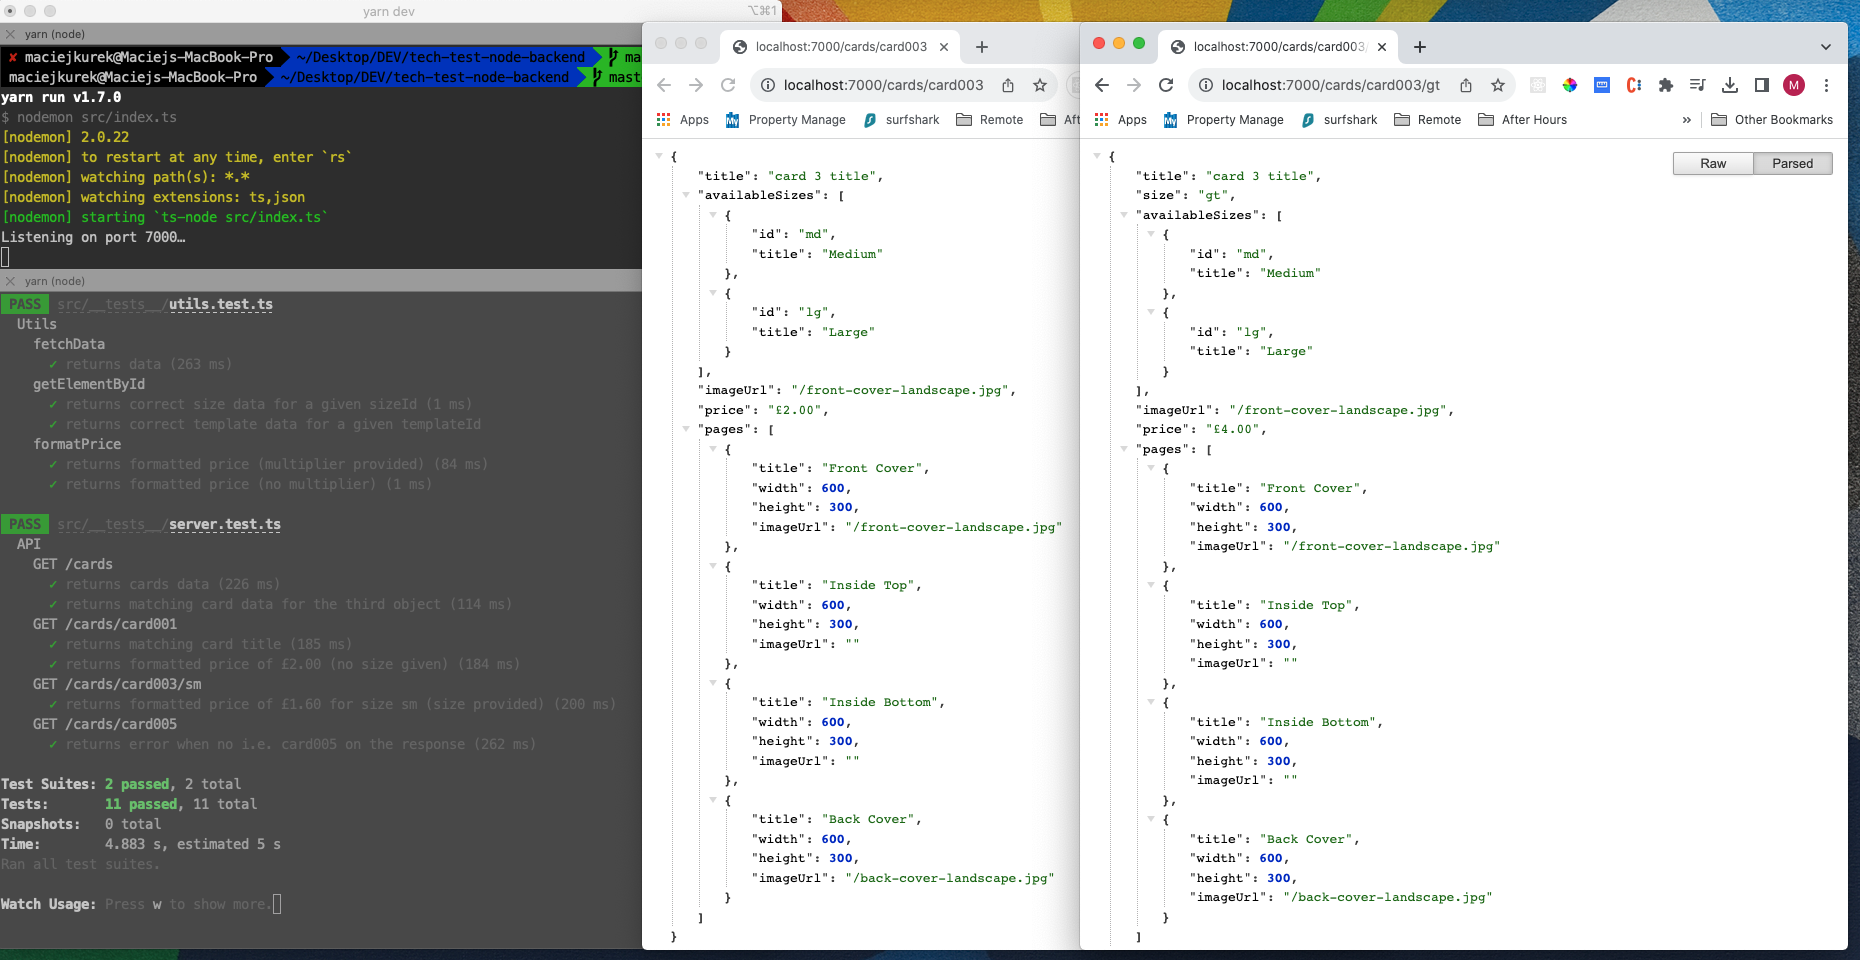 yarn dev
⌥⌘1
yarn (node)
✘ maciejkurek@Maciejs-MacBook-Pro ~/Desktop/DEV/tech-test-node-backend ma
maciejkurek@Maciejs-MacBook-Pro ~/Desktop/DEV/tech-test-node-backend mast
yarn run v1.7.0
$ nodemon src/index.ts
[nodemon] 2.0.22
[nodemon] to restart at any time, enter `rs`
[nodemon] watching path(s): *.*
[nodemon] watching extensions: ts,json
[nodemon] starting `ts-node src/index.ts`
Listening on port 7000…
yarn (node)
PASS src/__tests__/utils.test.ts
Utils
fetchData
✓ returns data (263 ms)
getElementById
✓ returns correct size data for a given sizeId (1 ms)
✓ returns correct template data for a given templateId
formatPrice
✓ returns formatted price (multiplier provided) (84 ms)
✓ returns formatted price (no multiplier) (1 ms)
PASS src/__tests__/server.test.ts
API
GET /cards
✓ returns cards data (226 ms)
✓ returns matching card data for the third object (114 ms)
GET /cards/card001
✓ returns matching card title (185 ms)
✓ returns formatted price of £2.00 (no size given) (184 ms)
GET /cards/card003/sm
✓ returns formatted price of £1.60 for size sm (size provided) (200 ms)
GET /cards/card005
✓ returns error when no i.e. card005 on the response (262 ms)
Test Suites: 2 passed, 2 total
Tests: 11 passed, 11 total
Snapshots: 0 total
Time: 4.883 s, estimated 5 s
Ran all test suites.
Watch Usage: Press w to show more.
localhost:7000/cards/card003
localhost:7000/cards/card003
Apps My Property Manage surfshark Remote Aft
{
"title": "card 3 title",
"availableSizes": [
{
"id": "md",
"title": "Medium"
},
{
"id": "lg",
"title": "Large"
}
],
"imageUrl": "/front-cover-landscape.jpg",
"price": "£2.00",
"pages": [
{
"title": "Front Cover",
"width": 600,
"height": 300,
"imageUrl": "/front-cover-landscape.jpg"
},
{
"title": "Inside Top",
"width": 600,
"height": 300,
"imageUrl": ""
},
{
"title": "Inside Bottom",
"width": 600,
"height": 300,
"imageUrl": ""
},
{
"title": "Back Cover",
"width": 600,
"height": 300,
"imageUrl": "/back-cover-landscape.jpg"
}
]
}
localhost:7000/cards/card003/
localhost:7000/cards/card003/gt
M
Apps My Property Manage surfshark Remote After Hours » Other Bookmarks
Raw Parsed
{
"title": "card 3 title",
"size": "gt",
"availableSizes": [
{
"id": "md",
"title": "Medium"
},
{
"id": "lg",
"title": "Large"
}
],
"imageUrl": "/front-cover-landscape.jpg",
"price": "£4.00",
"pages": [
{
"title": "Front Cover",
"width": 600,
"height": 300,
"imageUrl": "/front-cover-landscape.jpg"
},
{
"title": "Inside Top",
"width": 600,
"height": 300,
"imageUrl": ""
},
{
"title": "Inside Bottom",
"width": 600,
"height": 300,
"imageUrl": ""
},
{
"title": "Back Cover",
"width": 600,
"height": 300,
"imageUrl": "/back-cover-landscape.jpg"
}
]